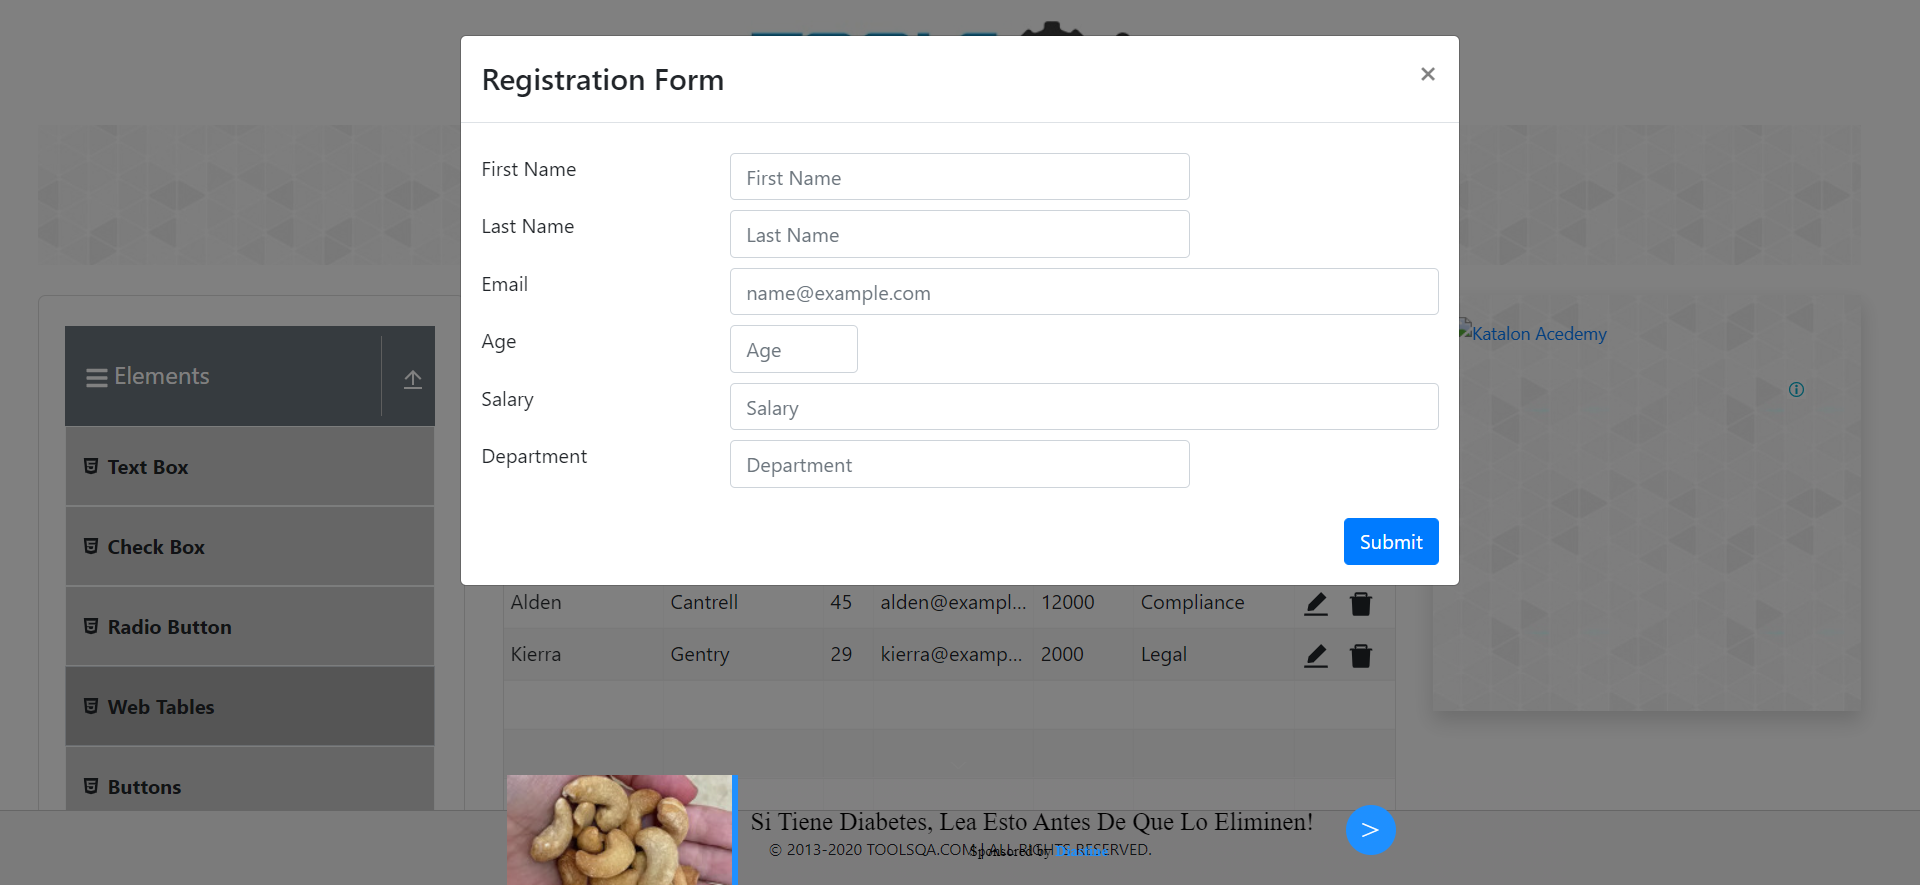 Registration Form
×
First Name
First Name
Last Name
Last Name
Email
name@example.com
Age
Age
Salary
Salary
Department
Department
Submit
Katalon Acedemy
Elements
Text Box
Check Box
Radio Button
Web Tables
Buttons
Alden Cantrell 45 alden@exampl... 12000 Compliance
Kierra Gentry 29 kierra@examp... 2000 Legal
Si Tiene Diabetes, Lea Esto Antes De Que Lo Eliminen!
>
© 2013-2020 TOOLSQA.COM | ALL RIGHTS RESERVED.
Sponsored by